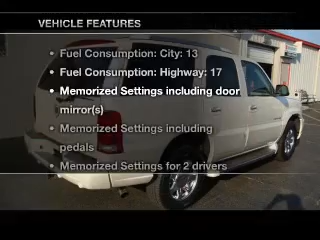 VEHICLE FEATURES
• Fuel Consumption: City: 13
• Fuel Consumption: Highway: 17
• Memorized Settings including door
mirror(s)
• Memorized Settings including
pedals
• Memorized Settings for 2 drivers